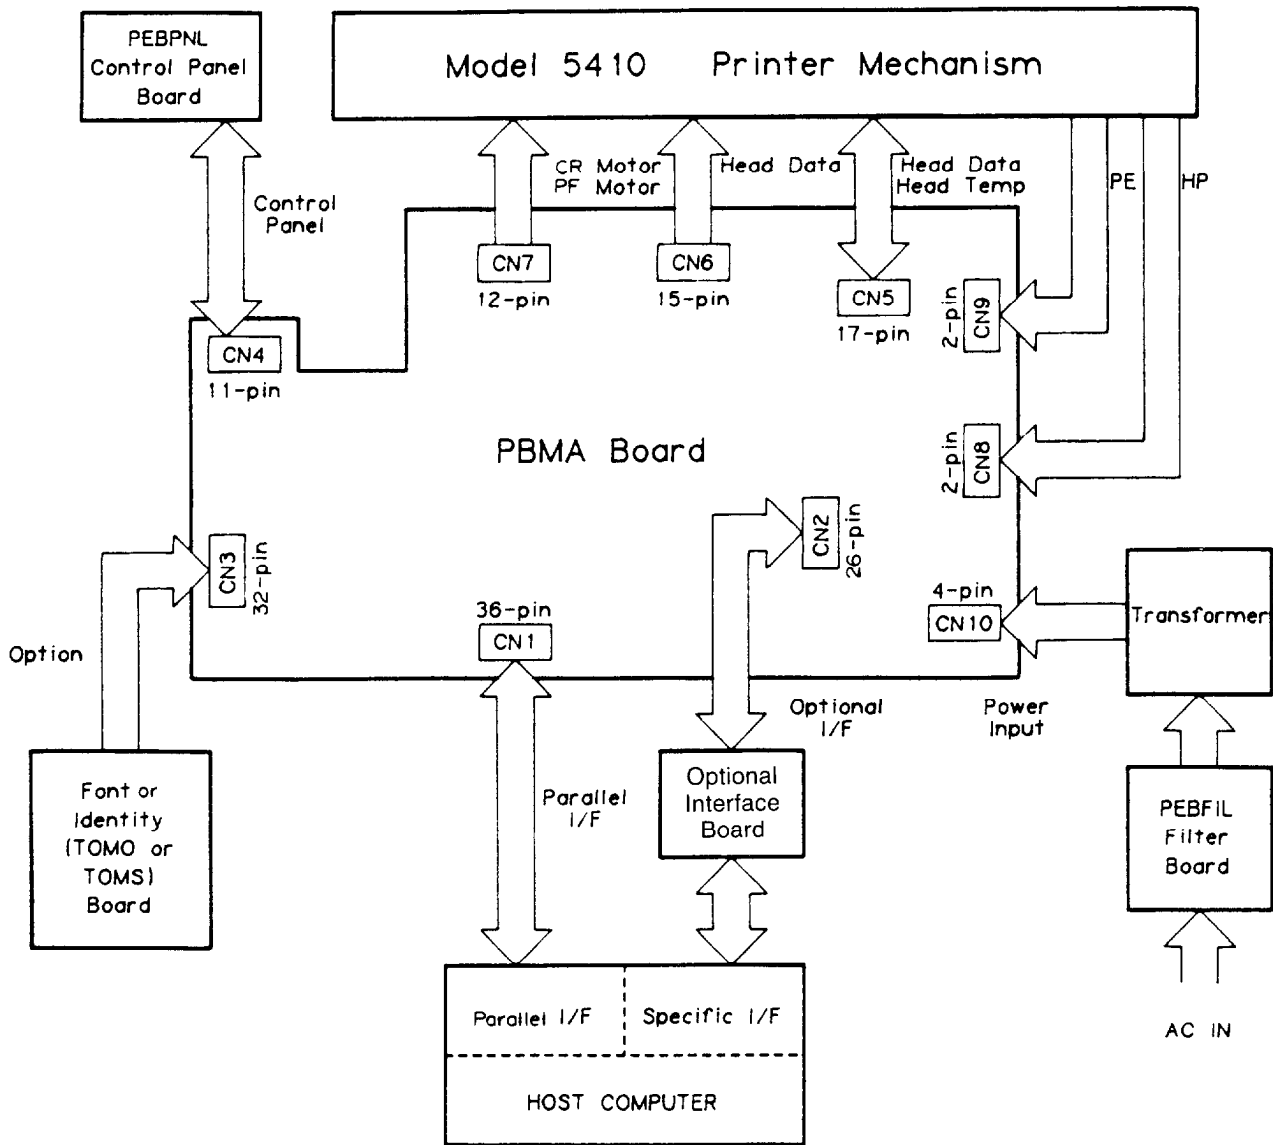 PEBPNL
Control Panel
Board
Model 5410 Printer Mechanism
CR Motor
PF Motor
Head Data
Head Data
Head Temp
PE
HP
Control
Panel
CN7
12-pin
CN6
15-pin
CN5
17-pin
2-pin
CN9
CN4
11-pin
PBMA Board
2-pin
CN8
CN3
32-pin
CN2
26-pin
36-pin
CN1
4-pin
CN10
Transformer
Option
Optional
I/F
Power
Input
Font or
Identity
(TOMO or
TOMS)
Board
Parallel
I/F
Optional
Interface
Board
PEBFIL
Filter
Board
Parallel I/F
Specific I/F
AC IN
HOST COMPUTER